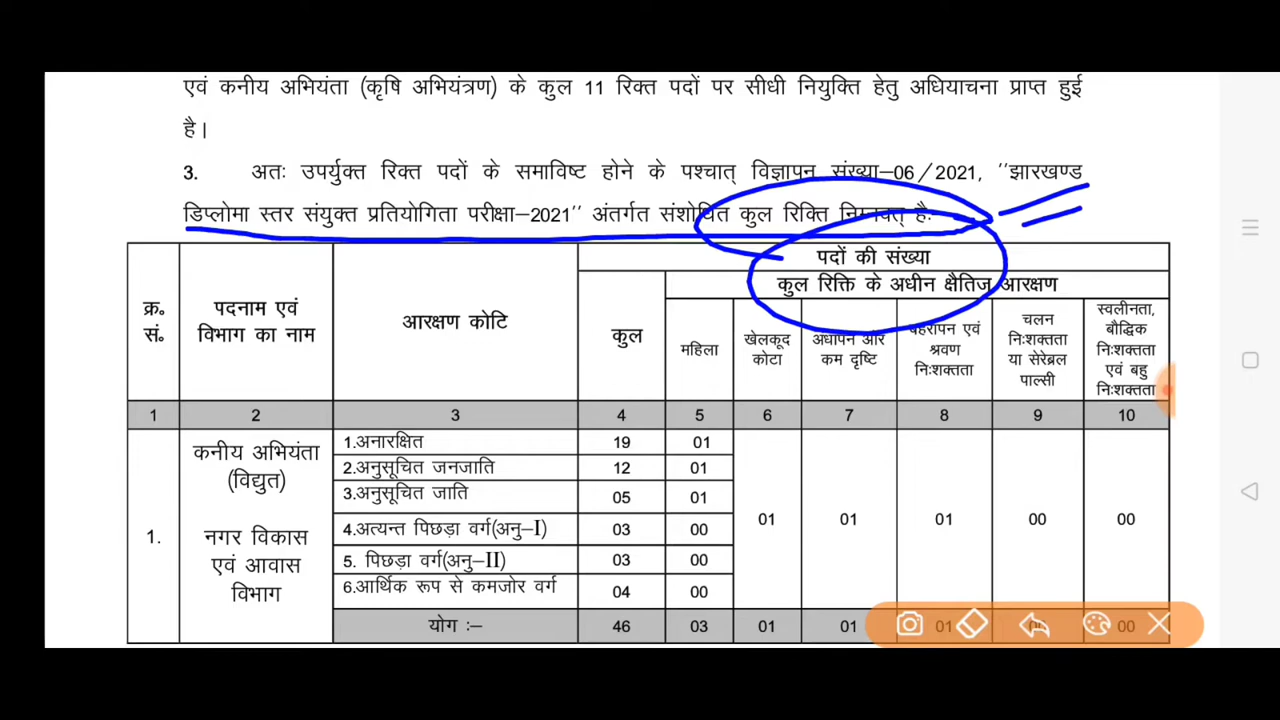 एवं कनीय अभियंता (कृषि अभियंत्रण) के कुल 11 रिक्त पदों पर सीधी नियुक्ति हेतु अधियाचना प्राप्त हुई
है।
3. अतः उपर्युक्त रिक्त पदों के समाविष्ट होने के पश्चात् विज्ञापन संख्या–06/2021, ''झारखण्ड
डिप्लोमा स्तर संयुक्त प्रतियोगिता परीक्षा–2021'' अंतर्गत संशोधित कुल रिक्ति निम्नवत् है:–
पदों की संख्या
कुल रिक्ति के अधीन क्षैतिज आरक्षण
क्र॰ सं॰
पदनाम एवं
विभाग का नाम
आरक्षण कोटि
कुल
महिला
खेलकूद
कोटा
अंधापन और
कम दृष्टि
बहरापन एवं
श्रवण
निःशक्तता
चलन
निःशक्तता
या सेरेब्रल
पाल्सी
स्वलीनता,
बौद्धिक
निःशक्तता
एवं बहु
निःशक्तता
1 2 3 4 5 6 7 8 9 10
1.
कनीय अभियंता
(विद्युत)
नगर विकास
एवं आवास
विभाग
1.अनारक्षित 19 01
2.अनुसूचित जनजाति 12 01
3.अनुसूचित जाति 05 01
4.अत्यन्त पिछड़ा वर्ग(अनु–I) 03 00
5. पिछड़ा वर्ग(अनु–II) 03 00
6.आर्थिक रूप से कमजोर वर्ग 04 00
01 01 01 00 00
योग :– 46 03 01 01 01 00 00